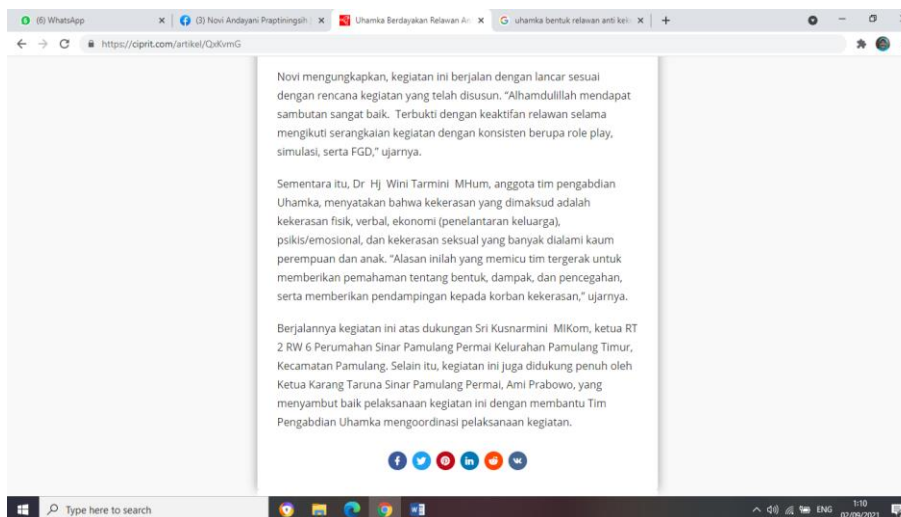 (6) WhatsApp
(3) Novi Andayani Praptiningsih |
Uhamka Berdayakan Relawan An
uhamka bentuk relawan anti kek
https://ciprit.com/artikel/QxKvmG
Novi mengungkapkan, kegiatan ini berjalan dengan lancar sesuai
dengan rencana kegiatan yang telah disusun. “Alhamdulillah mendapat
sambutan sangat baik.  Terbukti dengan keaktifan relawan selama
mengikuti serangkaian kegiatan dengan konsisten berupa role play,
simulasi, serta FGD,” ujarnya.
Sementara itu, Dr  Hj  Wini Tarmini  MHum, anggota tim pengabdian
Uhamka, menyatakan bahwa kekerasan yang dimaksud adalah
kekerasan fisik, verbal, ekonomi (penelantaran keluarga),
psikis/emosional, dan kekerasan seksual yang banyak dialami kaum
perempuan dan anak. “Alasan inilah yang memicu tim tergerak untuk
memberikan pemahaman tentang bentuk, dampak, dan pencegahan,
serta memberikan pendampingan kepada korban kekerasan,” ujarnya.
Berjalannya kegiatan ini atas dukungan Sri Kusnarmini  MIKom, ketua RT
2 RW 6 Perumahan Sinar Pamulang Permai Kelurahan Pamulang Timur,
Kecamatan Pamulang. Selain itu, kegiatan ini juga didukung penuh oleh
Ketua Karang Taruna Sinar Pamulang Permai, Ami Prabowo, yang
menyambut baik pelaksanaan kegiatan ini dengan membantu Tim
Pengabdian Uhamka mengoordinasi pelaksanaan kegiatan.
Type here to search
ENG
1:10
02/09/2021